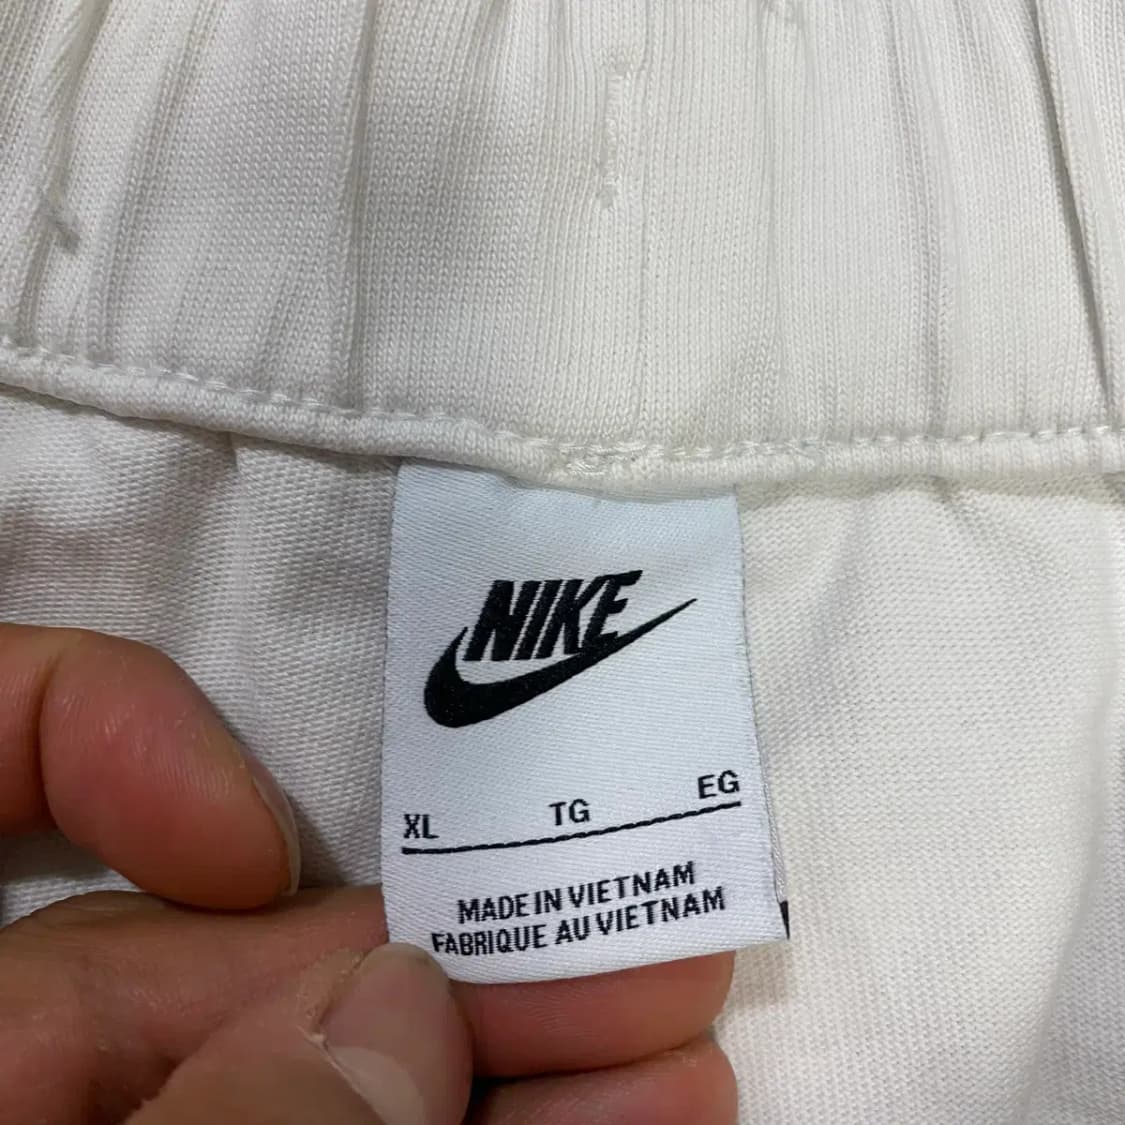 NIKE
XL TG EG
MADE IN VIETNAM
FABRIQUE AU VIETNAM